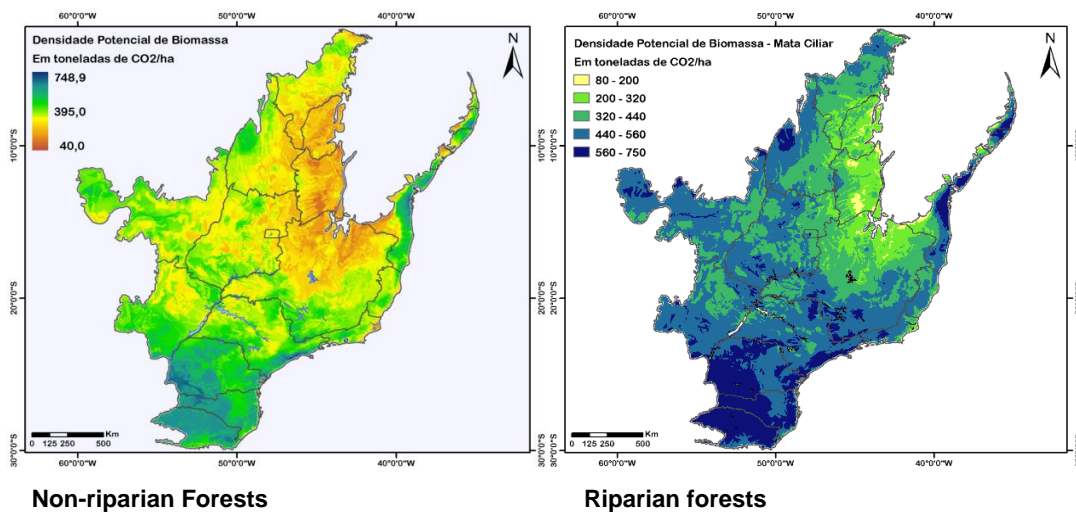 60°0'0"W
50°0'0"W
40°0'0"W
Densidade Potencial de Biomassa
Em toneladas de CO2/ha
748,9
395,0
40,0
N
10°0'0"S
20°0'0"S
30°0'0"S
Km
0 125 250 500
60°0'0"W
50°0'0"W
40°0'0"W
Non-riparian Forests
60°0'0"W
50°0'0"W
40°0'0"W
Densidade Potencial de Biomassa - Mata Ciliar
Em toneladas de CO2/ha
80 - 200
200 - 320
320 - 440
440 - 560
560 - 750
N
10°0'0"S
20°0'0"S
Km
0 125 250 500
60°0'0"W
50°0'0"W
40°0'0"W
Riparian forests